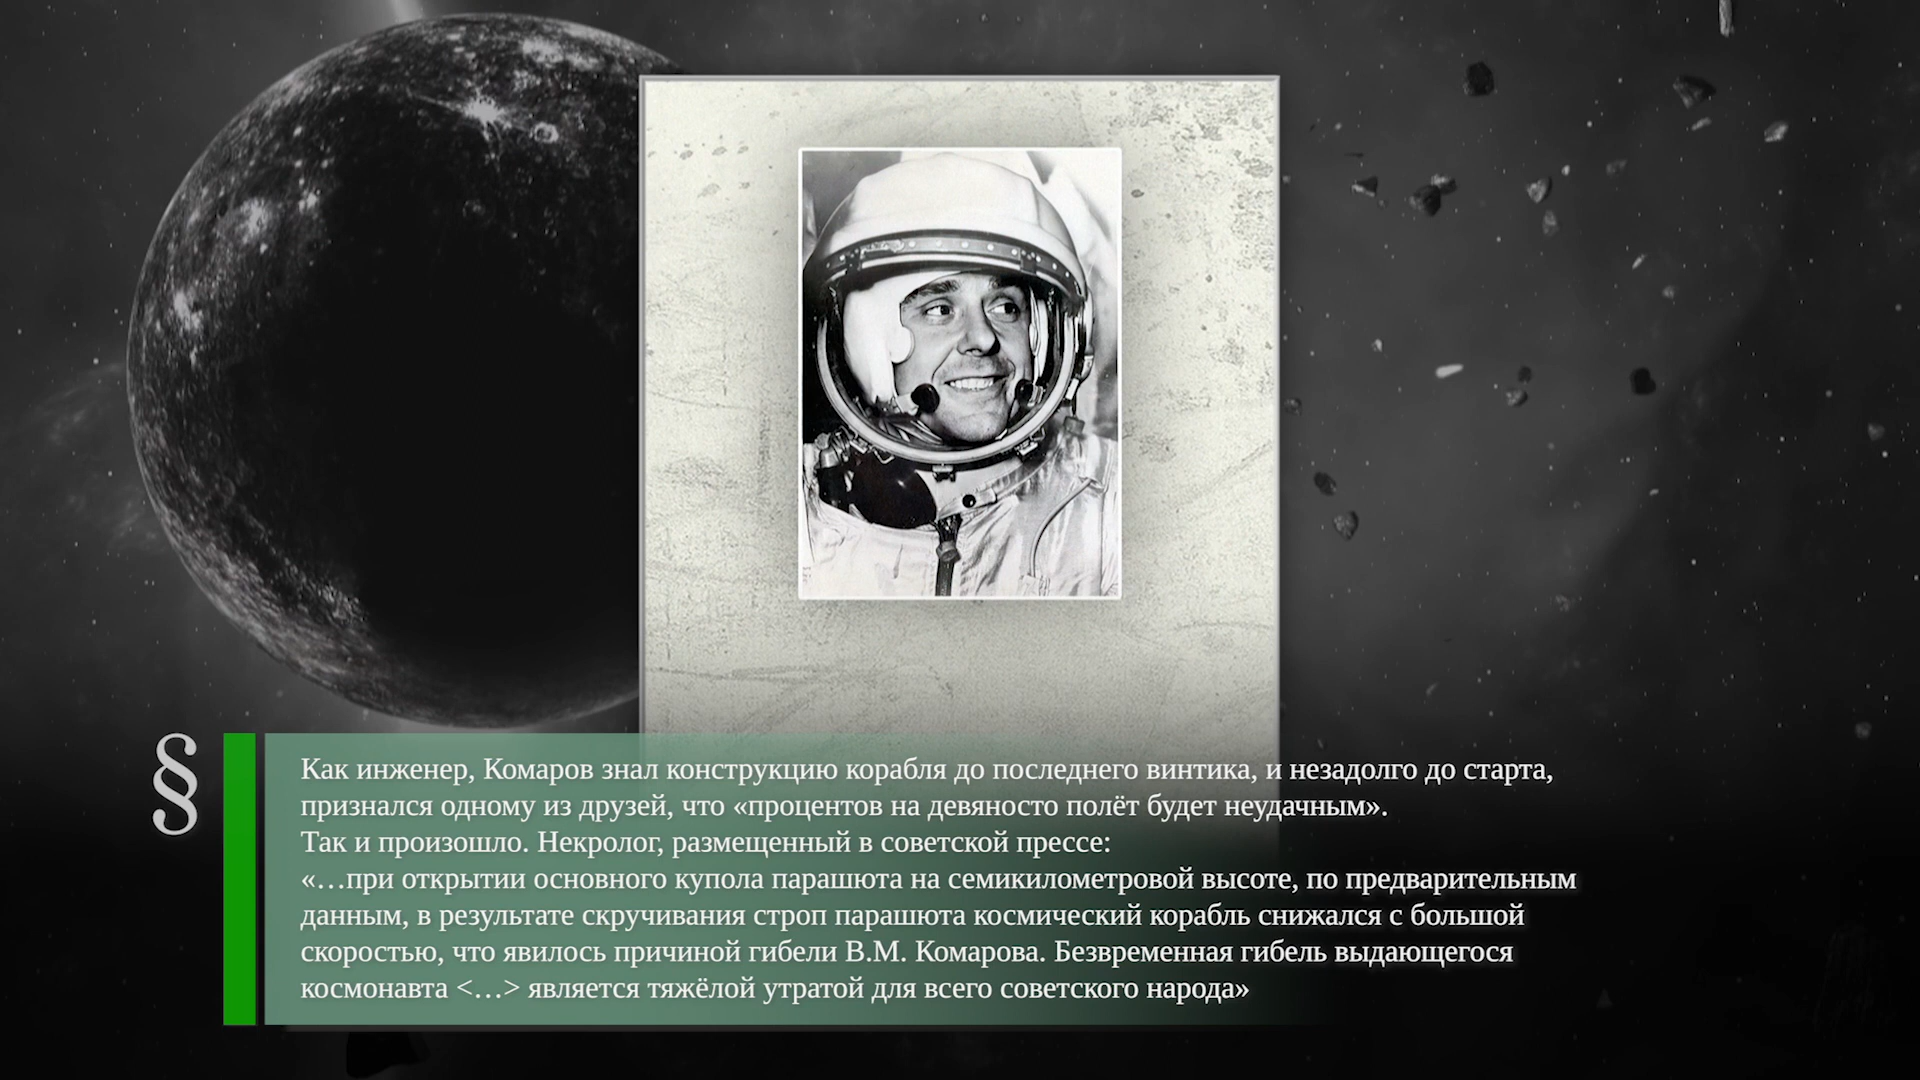 §
Как инженер, Комаров знал конструкцию корабля до последнего винтика, и незадолго до старта,
признался одному из друзей, что «процентов на девяносто полёт будет неудачным».
Так и произошло. Некролог, размещенный в советской прессе:
«…при открытии основного купола парашюта на семикилометровой высоте, по предварительным
данным, в результате скручивания строп парашюта космический корабль снижался с большой
скоростью, что явилось причиной гибели В.М. Комарова. Безвременная гибель выдающегося
космонавта <…> является тяжёлой утратой для всего советского народа»